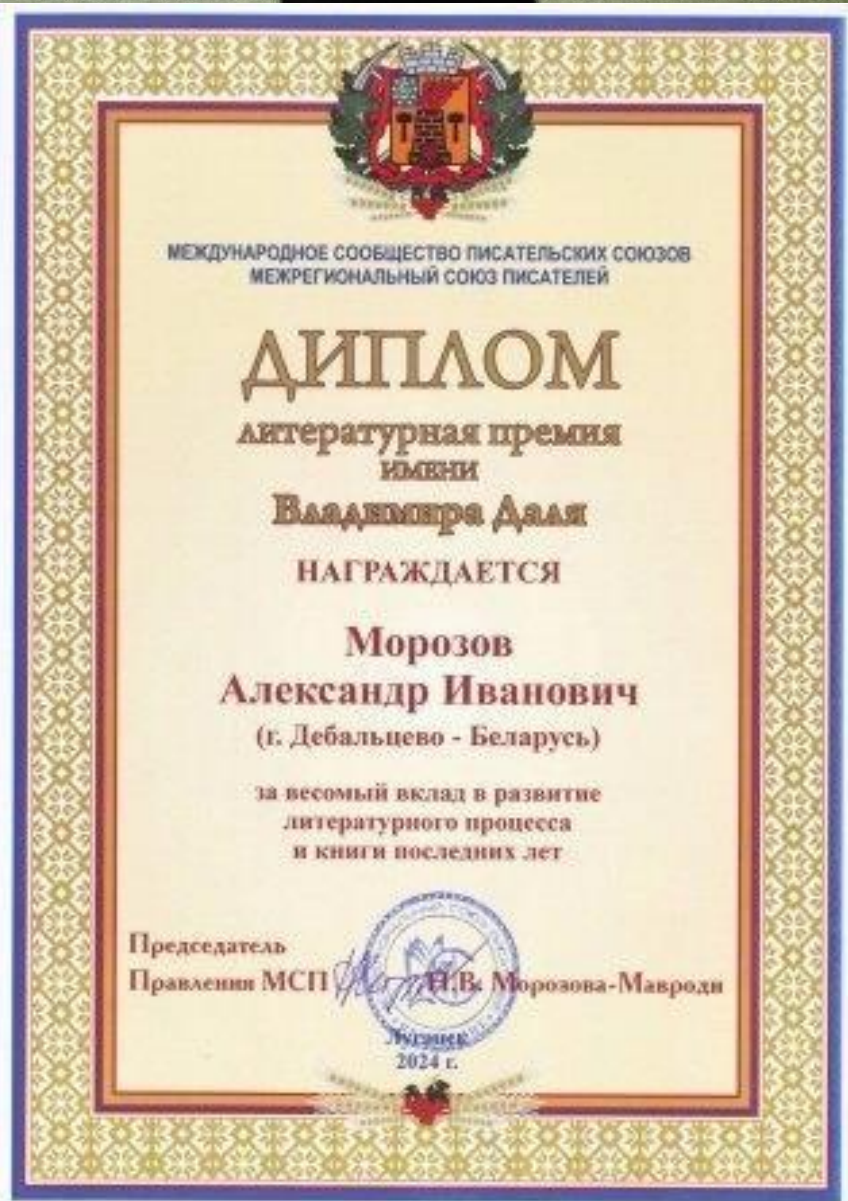 МЕЖДУНАРОДНОЕ СООБЩЕСТВО ПИСАТЕЛЬСКИХ СОЮЗОВ
МЕЖРЕГИОНАЛЬНЫЙ СОЮЗ ПИСАТЕЛЕЙ
ДИПЛОМ
литературная премия
имени
Владимира Даля
НАГРАЖДАЕТСЯ
Морозов
Александр Иванович
(г. Дебальцево - Беларусь)
за весомый вклад в развитие
литературного процесса
и книги последних лет
Председатель
Правления МСП Н.В. Морозова-Мавроди
Луганск
2024 г.